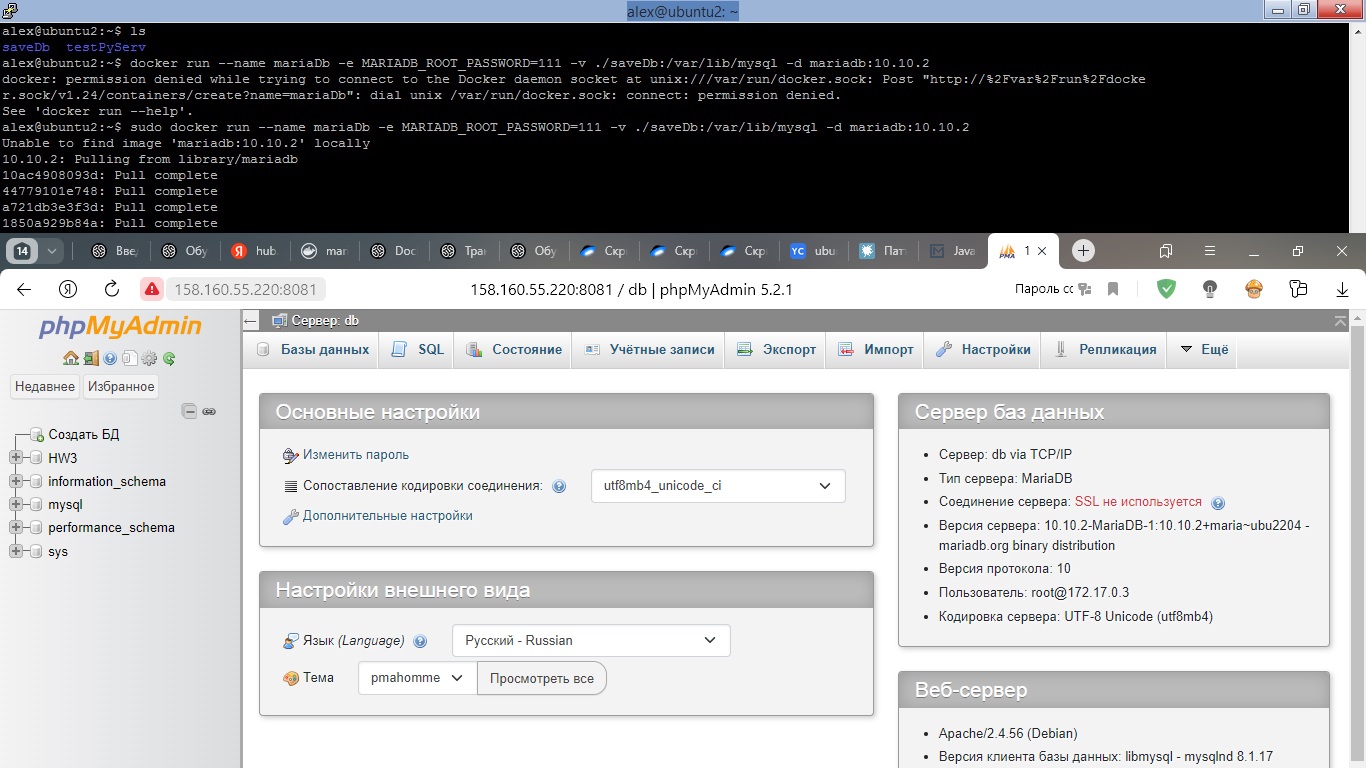 alex@ubuntu2: ~
alex@ubuntu2:~$ ls
saveDb  testPyServ
alex@ubuntu2:~$ docker run --name mariaDb -e MARIADB_ROOT_PASSWORD=111 -v ./saveDb:/var/lib/mysql -d mariadb:10.10.2
docker: permission denied while trying to connect to the Docker daemon socket at unix:///var/run/docker.sock: Post "http://%2Fvar%2Frun%2Fdocke
r.sock/v1.24/containers/create?name=mariaDb": dial unix /var/run/docker.sock: connect: permission denied.
See 'docker run --help'.
alex@ubuntu2:~$ sudo docker run --name mariaDb -e MARIADB_ROOT_PASSWORD=111 -v ./saveDb:/var/lib/mysql -d mariadb:10.10.2
Unable to find image 'mariadb:10.10.2' locally
10.10.2: Pulling from library/mariadb
10ac4908093d: Pull complete
44779101e748: Pull complete
a721db3e3f3d: Pull complete
1850a929b84a: Pull complete
14 Вве Обу Я hub. mari Doc Тран Обу Скр Скр Скр YC ubu Пат M Java PMA 1
Я 158.160.55.220:8081 158.160.55.220:8081 / db | phpMyAdmin 5.2.1 Пароль сс
phpMyAdmin
Недавнее Избранное
Создать БД
HW3
information_schema
mysql
performance_schema
sys
Сервер: db
Базы данных SQL Состояние Учётные записи Экспорт Импорт Настройки Репликация Ещё
Основные настройки
Изменить пароль
Сопоставление кодировки соединения: utf8mb4_unicode_ci
Дополнительные настройки
Настройки внешнего вида
Язык (Language) Русский - Russian
Тема pmahomme Просмотреть все
Сервер баз данных
Сервер: db via TCP/IP
Тип сервера: MariaDB
Соединение сервера: SSL не используется
Версия сервера: 10.10.2-MariaDB-1:10.10.2+maria~ubu2204 -
mariadb.org binary distribution
Версия протокола: 10
Пользователь: root@172.17.0.3
Кодировка сервера: UTF-8 Unicode (utf8mb4)
Веб-сервер
Apache/2.4.56 (Debian)
Версия клиента базы данных: libmysql - mysqlnd 8.1.17